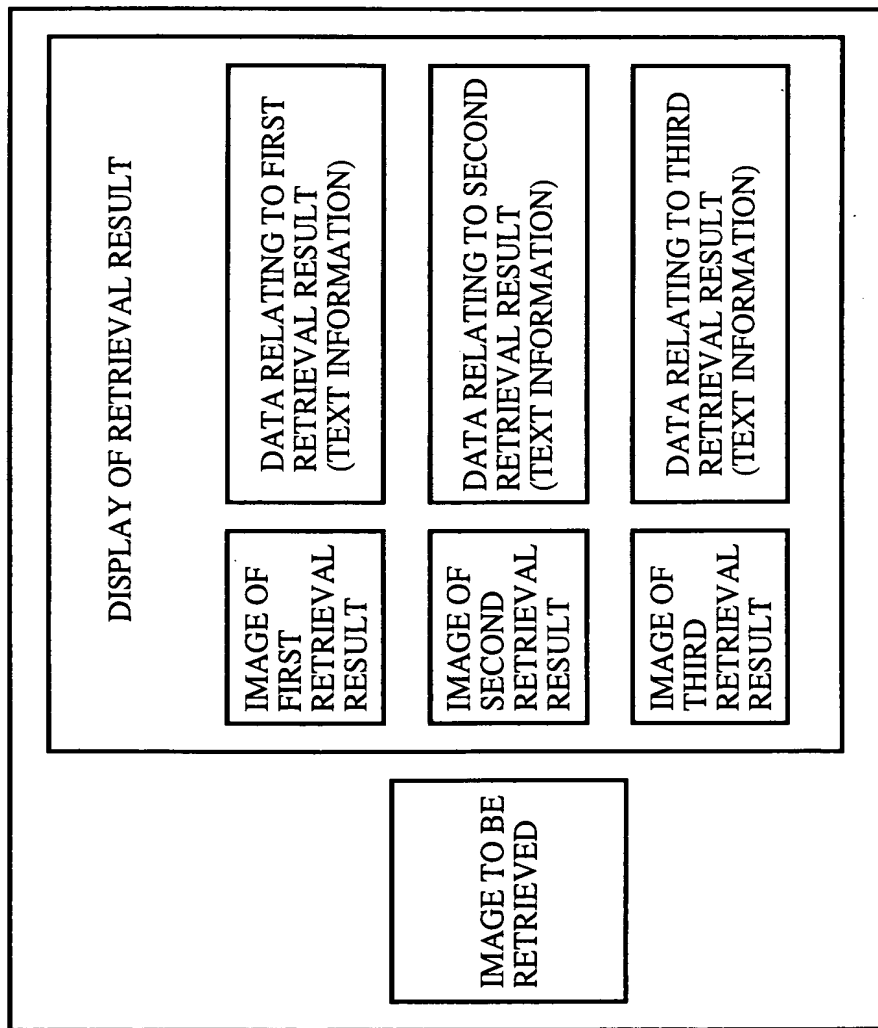 IMAGE TO BE
RETRIEVED
DISPLAY OF RETRIEVAL RESULT
IMAGE OF
FIRST
RETRIEVAL
RESULT
DATA RELATING TO FIRST
RETRIEVAL RESULT
(TEXT INFORMATION)
IMAGE OF
SECOND
RETRIEVAL
RESULT
DATA RELATING TO SECOND
RETRIEVAL RESULT
(TEXT INFORMATION)
IMAGE OF
THIRD
RETRIEVAL
RESULT
DATA RELATING TO THIRD
RETRIEVAL RESULT
(TEXT INFORMATION)